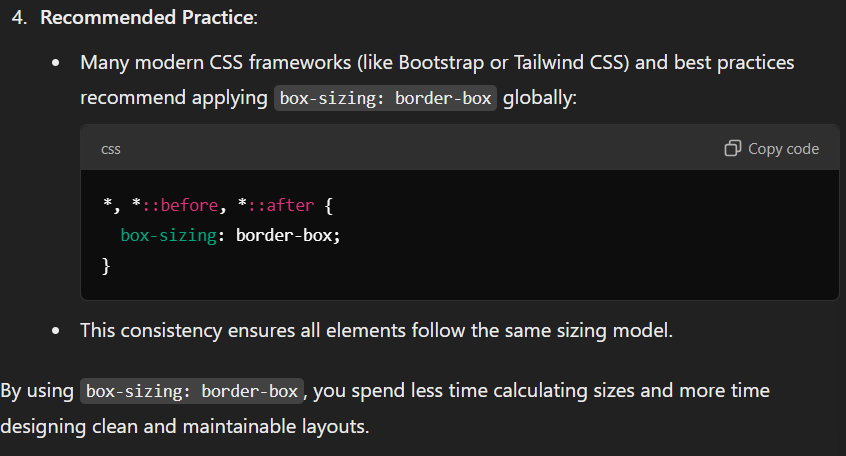 4. Recommended Practice:
• Many modern CSS frameworks (like Bootstrap or Tailwind CSS) and best practices
recommend applying box-sizing: border-box globally:
css Copy code
*, *::before, *::after {
  box-sizing: border-box;
}
• This consistency ensures all elements follow the same sizing model.
By using box-sizing: border-box, you spend less time calculating sizes and more time
designing clean and maintainable layouts.